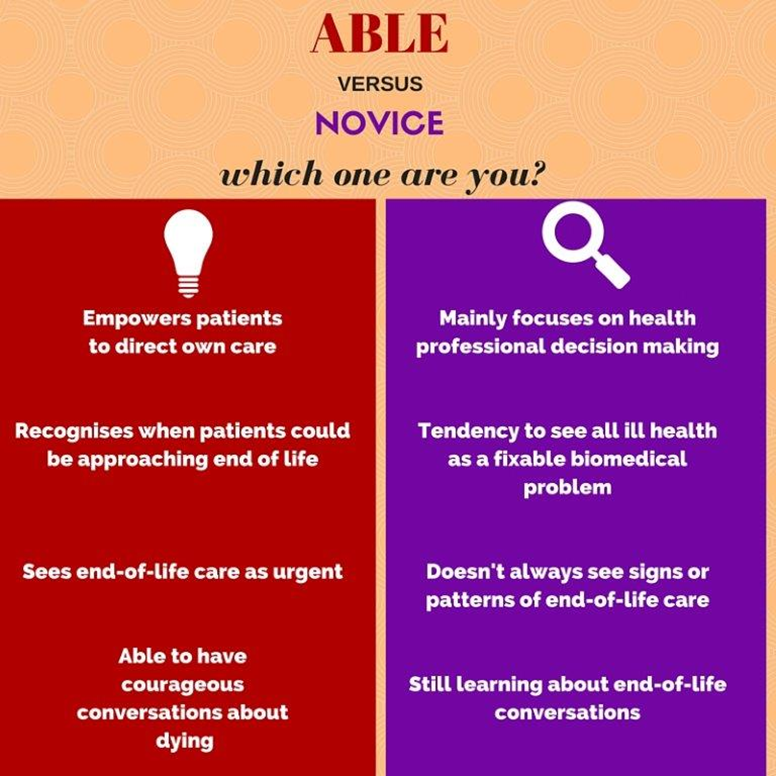 ABLE
VERSUS
NOVICE
which one are you?
Empowers patients
to direct own care
Recognises when patients could
be approaching end of life
Sees end-of-life care as urgent
Able to have
courageous
conversations about
dying
Mainly focuses on health
professional decision making
Tendency to see all ill health
as a fixable biomedical
problem
Doesn't always see signs or
patterns of end-of-life care
Still learning about end-of-life
conversations